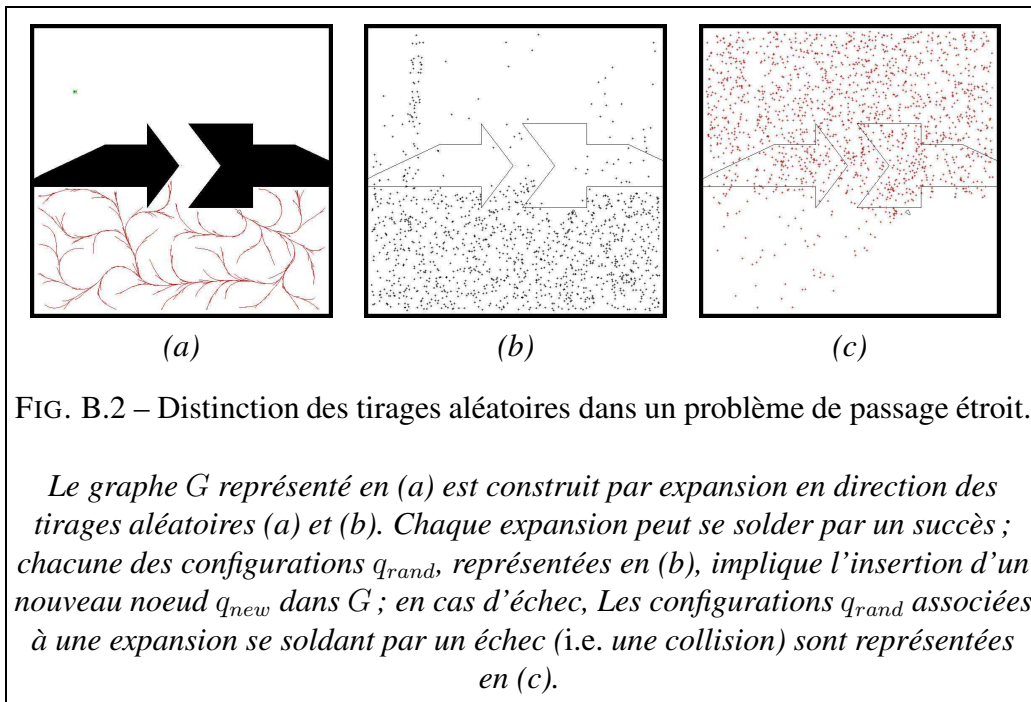 (a)
(b)
(c)
FIG. B.2 – Distinction des tirages aléatoires dans un problème de passage étroit.
Le graphe G représenté en (a) est construit par expansion en direction des
tirages aléatoires (a) et (b). Chaque expansion peut se solder par un succès ;
chacune des configurations qrand, représentées en (b), implique l'insertion d'un
nouveau noeud qnew dans G ; en cas d'échec, Les configurations qrand associées
à une expansion se soldant par un échec (i.e. une collision) sont représentées
en (c).